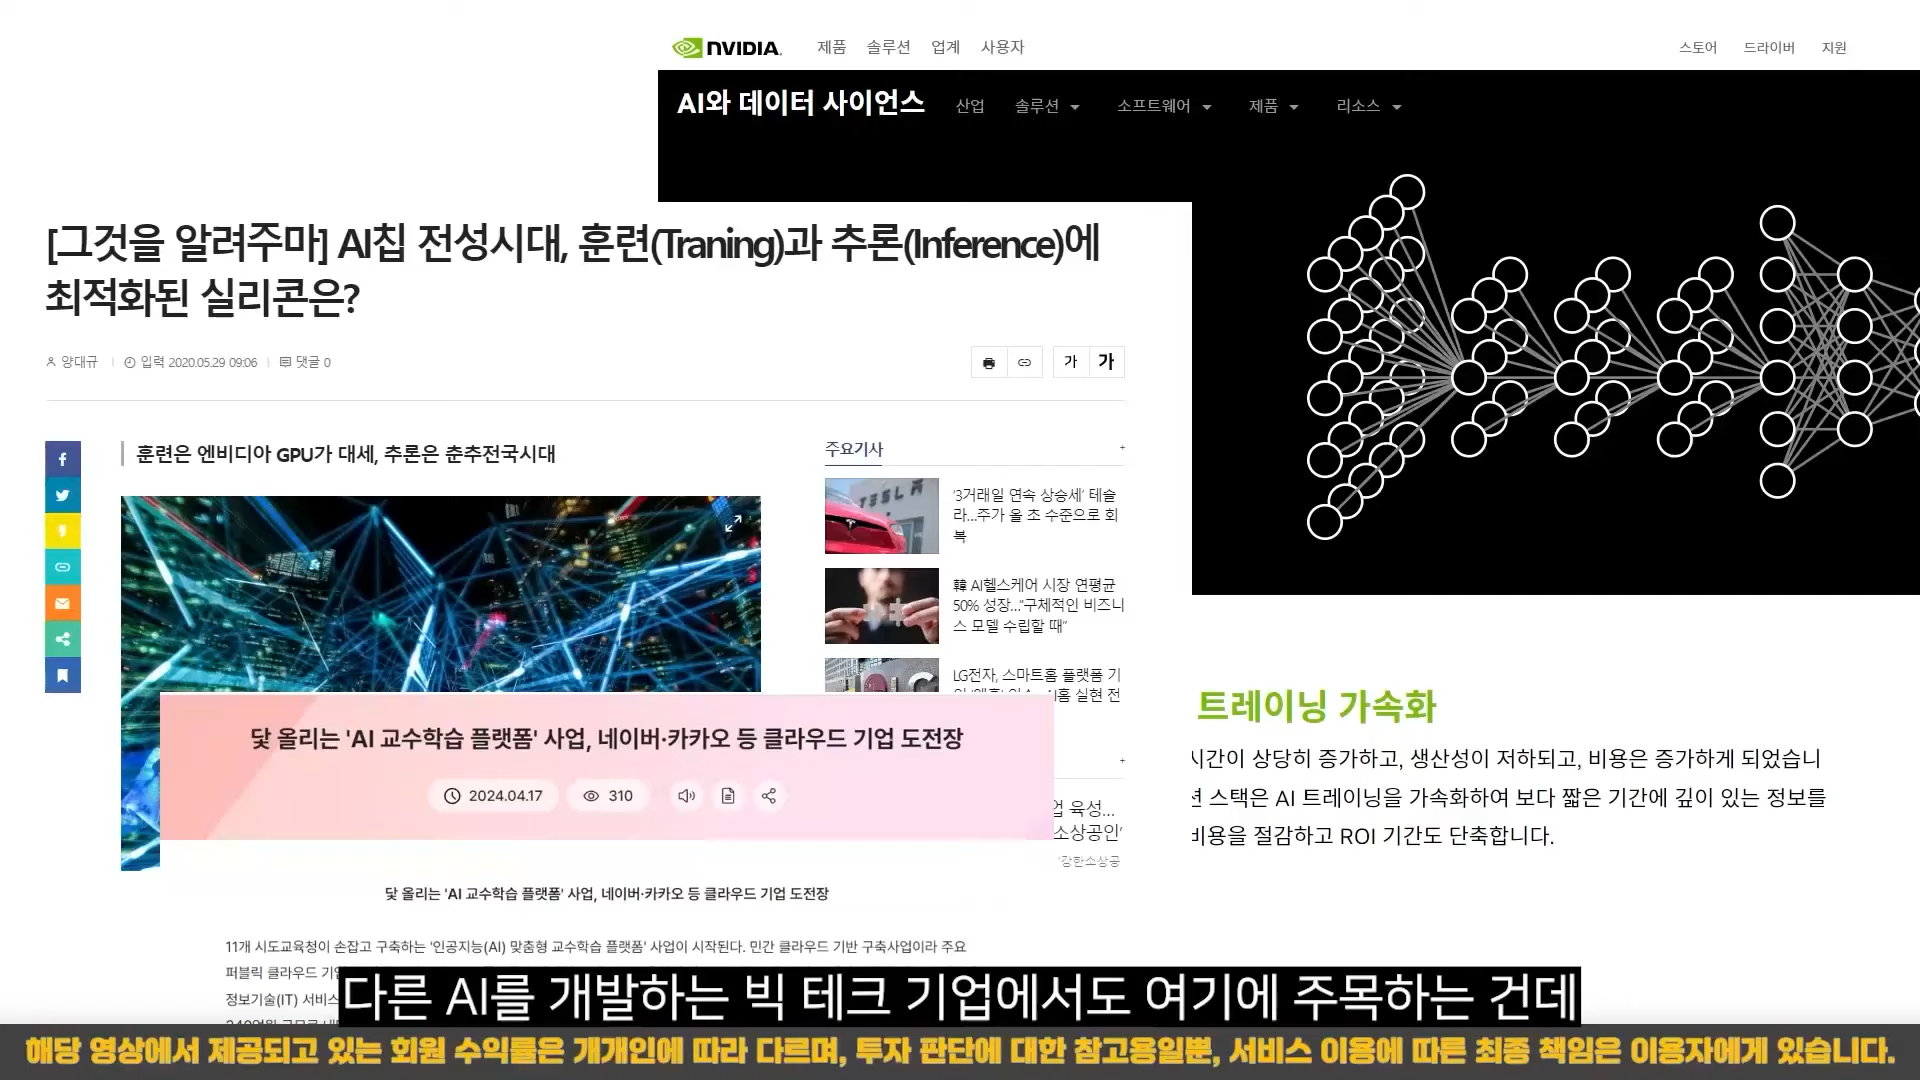 NVIDIA. 제품 솔루션 업계 사용자 스토어 드라이버 지원
AI와 데이터 사이언스 산업 솔루션 소프트웨어 제품 리소스
[그것을 알려주마] AI칩 전성시대, 훈련(Traning)과 추론(Inference)에
최적화된 실리콘은?
양대규 입력 2020.05.29 09:06 댓글 0
가 가
훈련은 엔비디아 GPU가 대세, 추론은 춘추전국시대
주요기사 +
TESLA
'3거래일 연속 상승세' 테슬
라...주가 올 초 수준으로 회
복
韓 AI헬스케어 시장 연평균
50% 성장..."구체적인 비즈니
스 모델 수립할 때"
LG전자, 스마트홈 플랫폼 기
홈 실현 전
닻 올리는 'AI 교수학습 플랫폼' 사업, 네이버·카카오 등 클라우드 기업 도전장
2024.04.17 310
+
업 육성...
소상공인'
'강한소상공
트레이닝 가속화
시간이 상당히 증가하고, 생산성이 저하되고, 비용은 증가하게 되었습니
션 스택은 AI 트레이닝을 가속화하여 보다 짧은 기간에 깊이 있는 정보를
비용을 절감하고 ROI 기간도 단축합니다.
닻 올리는 'AI 교수학습 플랫폼' 사업, 네이버·카카오 등 클라우드 기업 도전장
11개 시도교육청이 손잡고 구축하는 '인공지능(AI) 맞춤형 교수학습 플랫폼' 사업이 시작된다. 민간 클라우드 기반 구축사업이라 주요
퍼블릭 클라우드
정보기술(IT) 서비스
다른 AI를 개발하는 빅 테크 기업에서도 여기에 주목하는 건데
해당 영상에서 제공되고 있는 회원 수익률은 개개인에 따라 다르며, 투자 판단에 대한 참고용일뿐, 서비스 이용에 따른 최종 책임은 이용자에게 있습니다.